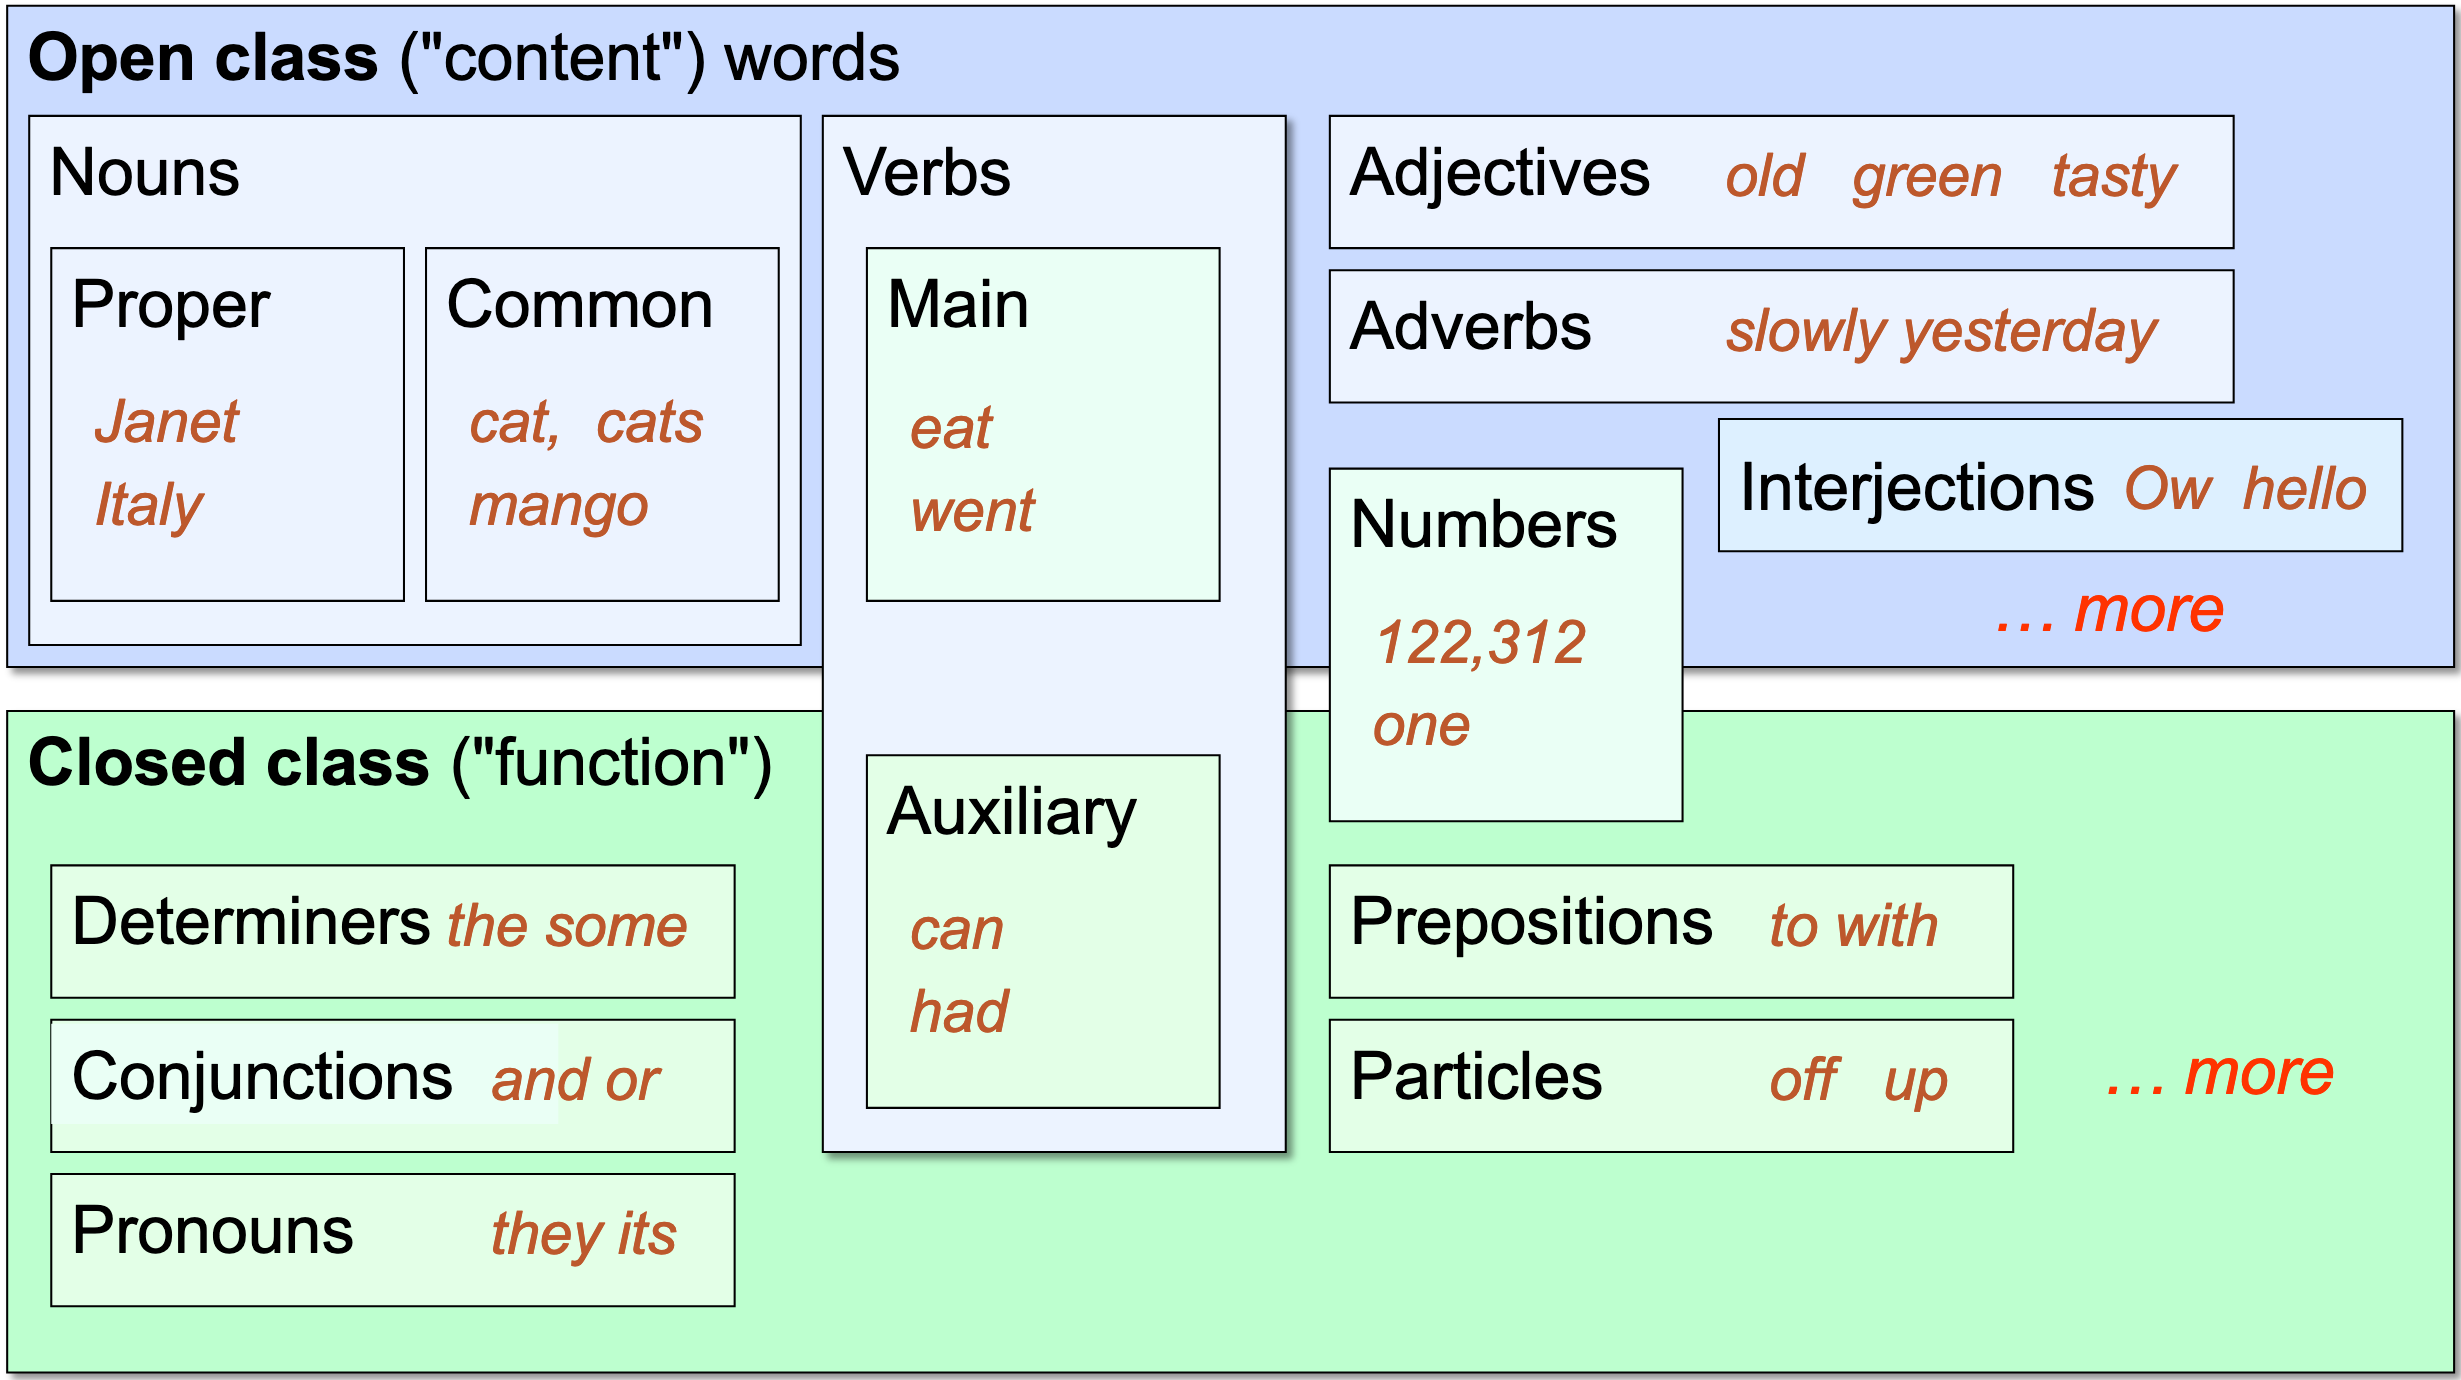 Open class ("content") words
Nouns
Proper
Janet
Italy
Common
cat, cats
mango
Verbs
Main
eat
went
Auxiliary
can
had
Adjectives old green tasty
Adverbs slowly yesterday
Interjections Ow hello
Numbers
122,312
one
… more
Closed class ("function")
Determiners the some
Conjunctions and or
Pronouns they its
Prepositions to with
Particles off up
… more